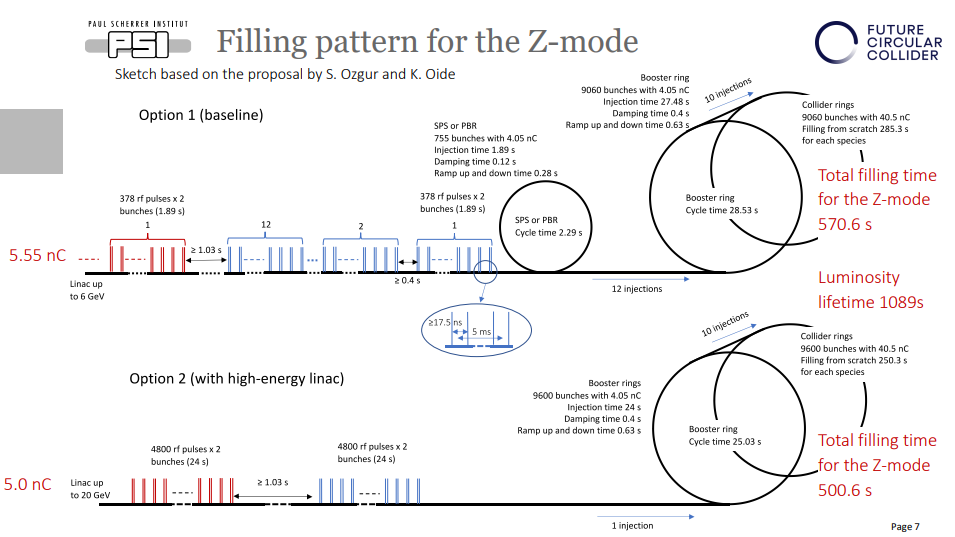 PAUL SCHERRER INSTITUT
PSI
Filling pattern for the Z-mode
FUTURE
CIRCULAR
COLLIDER
Sketch based on the proposal by S. Ozgur and K. Oide
Option 1 (baseline)
Booster ring
9060 bunches with 4.05 nC
Injection time 27.48 s
Damping time 0.4 s
Ramp up and down time 0.63 s
10 injections
Collider rings
9060 bunches with 40.5 nC
Filling from scratch 285.3 s
for each species
SPS or PBR
755 bunches with 4.05 nC
Injection time 1.89 s
Damping time 0.12 s
Ramp up and down time 0.28 s
Total filling time
for the Z-mode
570.6 s
378 rf pulses x 2
bunches (1.89 s)
378 rf pulses x 2
bunches (1.89 s)
Booster ring
Cycle time 28.53 s
SPS or PBR
Cycle time 2.29 s
1
12
2
1
5.55 nC
≥ 1.03 s
≥ 0.4 s
Linac up
to 6 GeV
12 injections
Luminosity
lifetime 1089s
≥17.5 ns
5 ms
10 injections
Collider rings
9600 bunches with 40.5 nC
Filling from scratch 250.3 s
for each species
Option 2 (with high-energy linac)
Booster rings
9600 bunches with 4.05 nC
Injection time 24 s
Damping time 0.4 s
Ramp up and down time 0.63 s
Booster ring
Cycle time 25.03 s
Total filling time
for the Z-mode
500.6 s
4800 rf pulses x 2
bunches (24 s)
4800 rf pulses x 2
bunches (24 s)
5.0 nC
Linac up
to 20 GeV
≥ 1.03 s
1 injection
Page 7